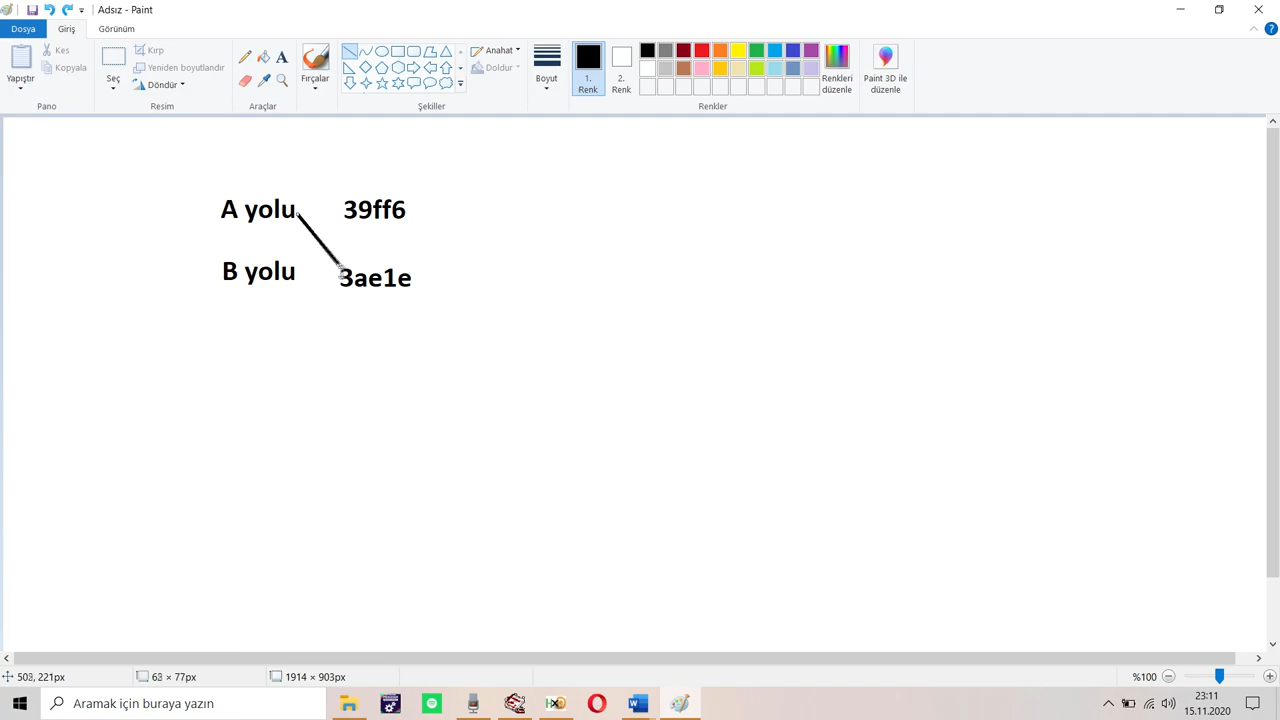 Adsız - Paint
Dosya Giriş Görünüm
Yapıştır
Kes
Kopyala
Pano
Seç
Kırp
Yeniden boyutlandır
Döndür
Resim
A
Araçlar
Fırçalar
Anahat
Doldur
Şekiller
Boyut
1.
Renk
2.
Renk
Renkleri
düzenle
Renkler
Paint 3D ile
düzenle
A yolu 39ff6
B yolu 3ae1e
503, 221px 63 × 77px 1914 × 903px %100
Aramak için buraya yazın
23:11
15.11.2020